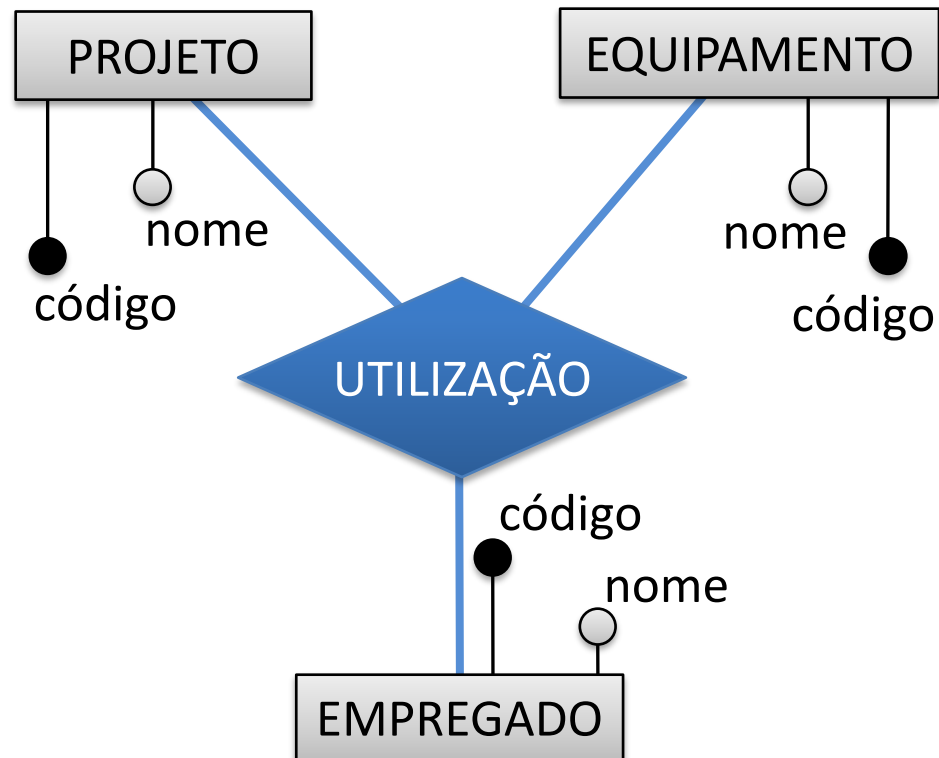 PROJETO
EQUIPAMENTO
nome
nome
código
código
UTILIZAÇÃO
código
nome
EMPREGADO